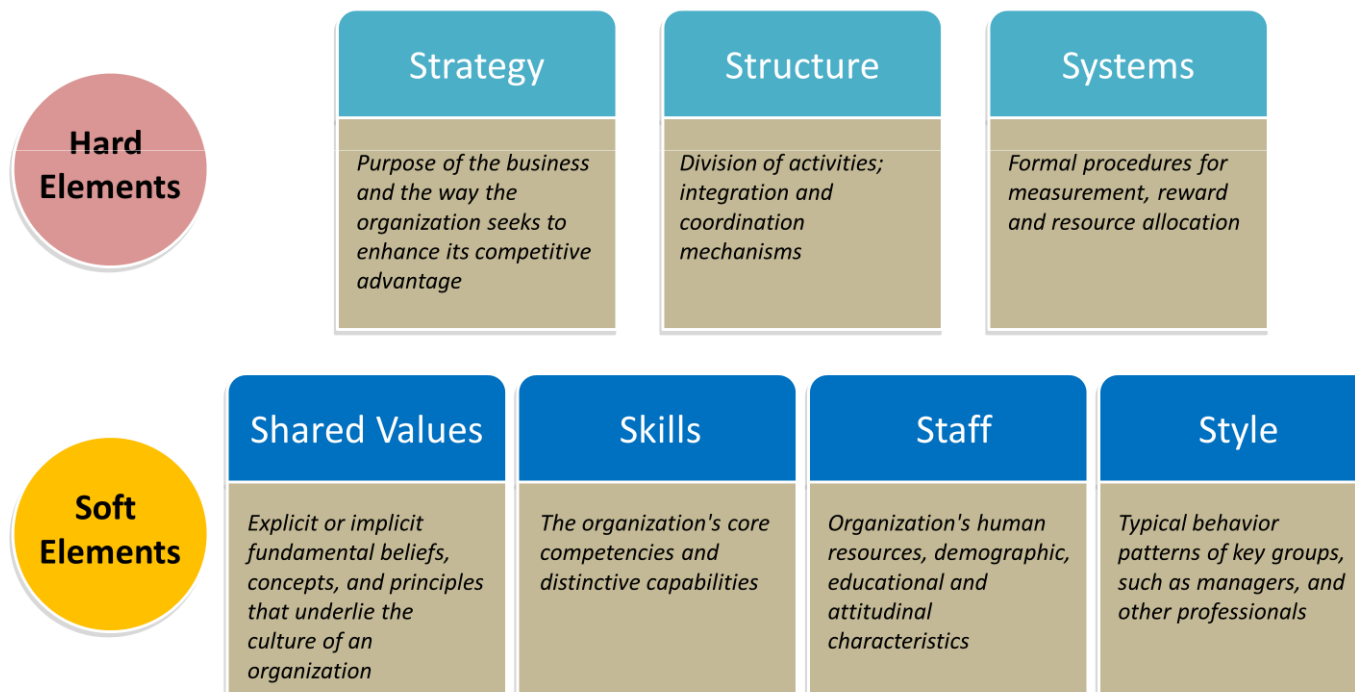 Hard
Elements
Strategy
Purpose of the business
and the way the
organization seeks to
enhance its competitive
advantage
Structure
Division of activities;
integration and
coordination
mechanisms
Systems
Formal procedures for
measurement, reward
and resource allocation
Soft
Elements
Shared Values
Explicit or implicit
fundamental beliefs,
concepts, and principles
that underlie the
culture of an
organization
Skills
The organization's core
competencies and
distinctive capabilities
Staff
Organization's human
resources, demographic,
educational and
attitudinal
characteristics
Style
Typical behavior
patterns of key groups,
such as managers, and
other professionals